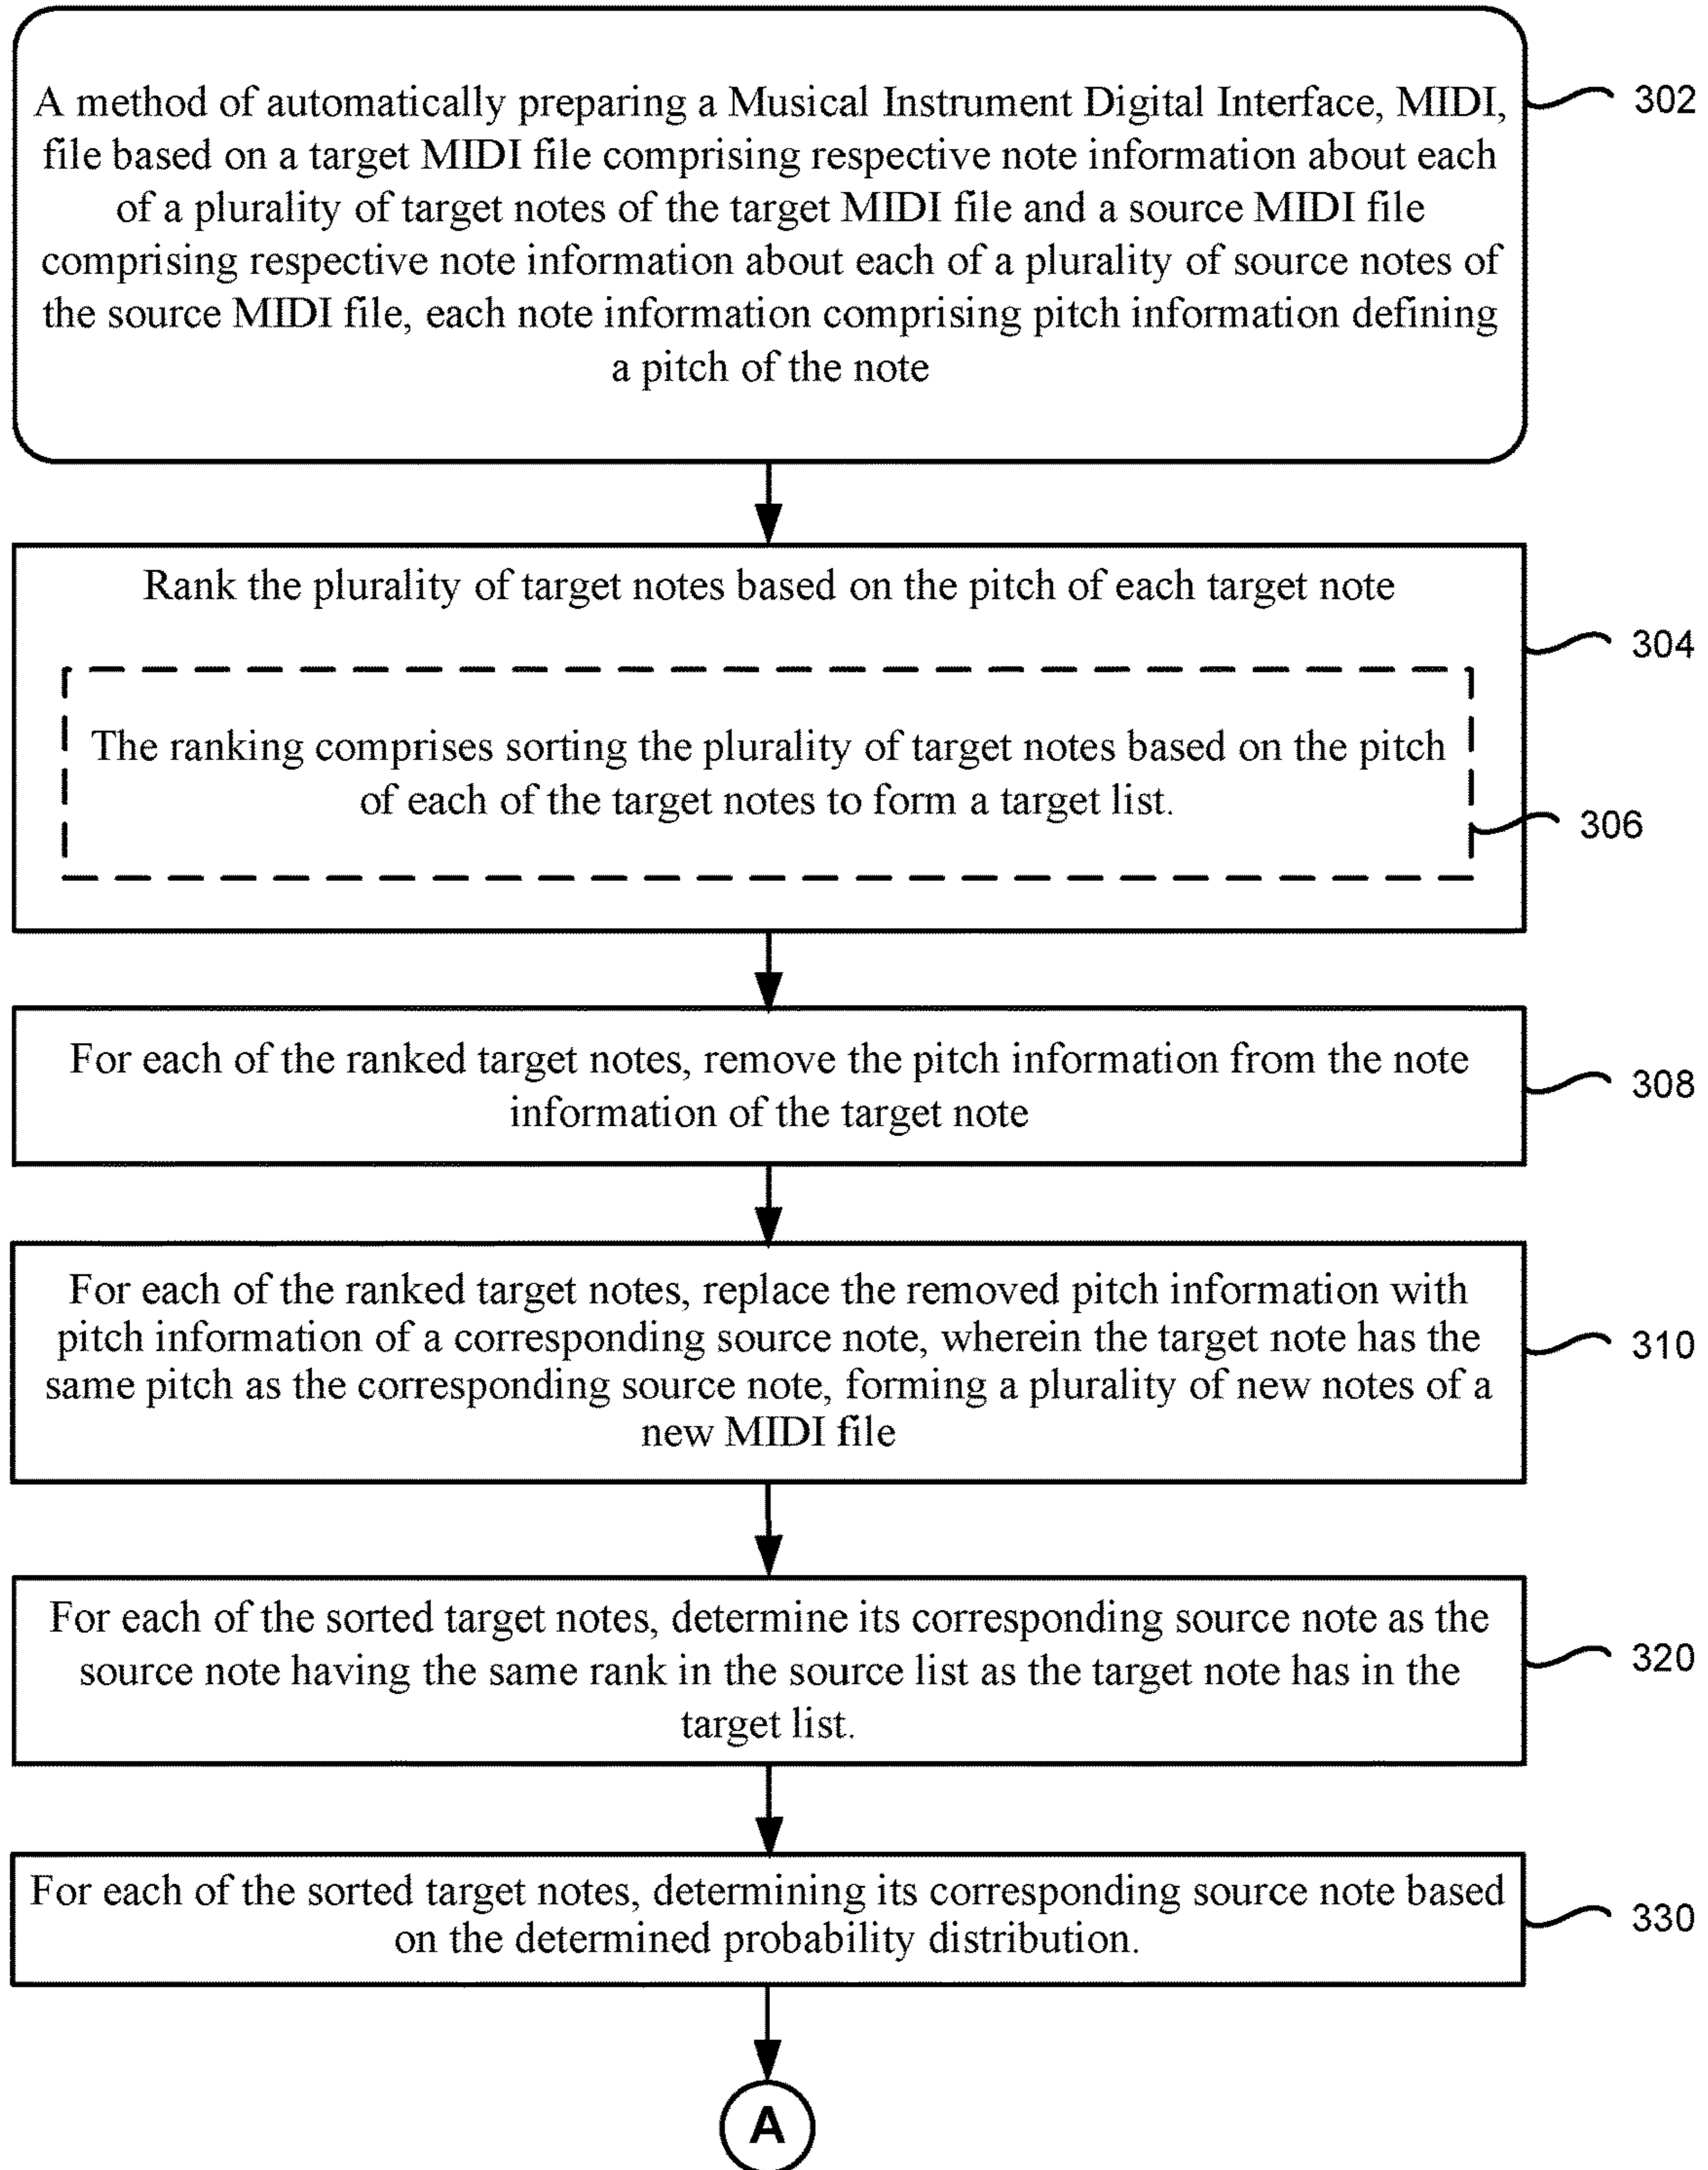 A method of automatically preparing a Musical Instrument Digital Interface, MIDI,
file based on a target MIDI file comprising respective note information about each
of a plurality of target notes of the target MIDI file and a source MIDI file
comprising respective note information about each of a plurality of source notes of
the source MIDI file, each note information comprising pitch information defining
a pitch of the note
302
Rank the plurality of target notes based on the pitch of each target note
304
The ranking comprises sorting the plurality of target notes based on the pitch
of each of the target notes to form a target list.
306
For each of the ranked target notes, remove the pitch information from the note
information of the target note
308
For each of the ranked target notes, replace the removed pitch information with
pitch information of a corresponding source note, wherein the target note has the
same pitch as the corresponding source note, forming a plurality of new notes of a
new MIDI file
310
For each of the sorted target notes, determine its corresponding source note as the
source note having the same rank in the source list as the target note has in the
target list.
320
For each of the sorted target notes, determining its corresponding source note based
on the determined probability distribution.
330
A